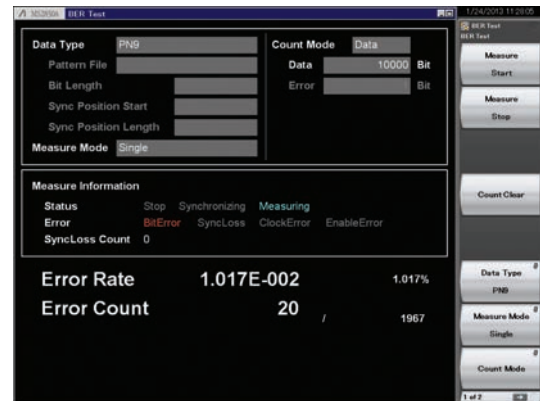 MS2830A BER Test
1/24/2013 11:28:05
BER Test
BER Test
Data Type PN9
Count Mode Data
Pattern File
Data 10000 Bit
Bit Length
Error Bit
Sync Position Start
Sync Position Length
Measure Mode Single
Measure Information
Status Stop Synchronizing Measuring
Error BitError SyncLoss ClockError EnableError
SyncLoss Count 0
Error Rate 1.017E-002 1.017%
Error Count 20 / 1967
Measure
Start
Measure
Stop
Count Clear
Data Type
PN9
Measure Mode
Single
Count Mode
1 of 2